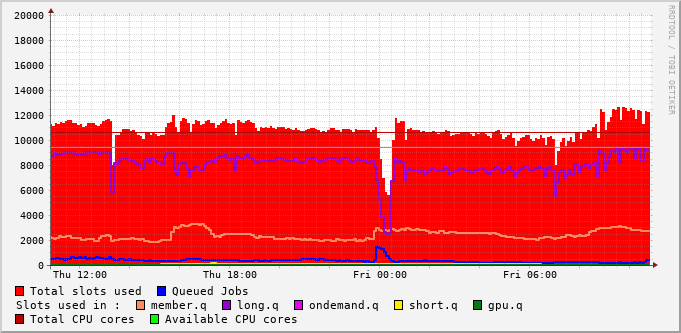 20000
18000
16000
14000
12000
10000
8000
6000
4000
2000
0
Thu 12:00 Thu 18:00 Fri 00:00 Fri 06:00
RRDTOOL / TOBI OETIKER
Total slots used Queued Jobs
Slots used in : member.q long.q ondemand.q short.q gpu.q
Total CPU cores Available CPU cores